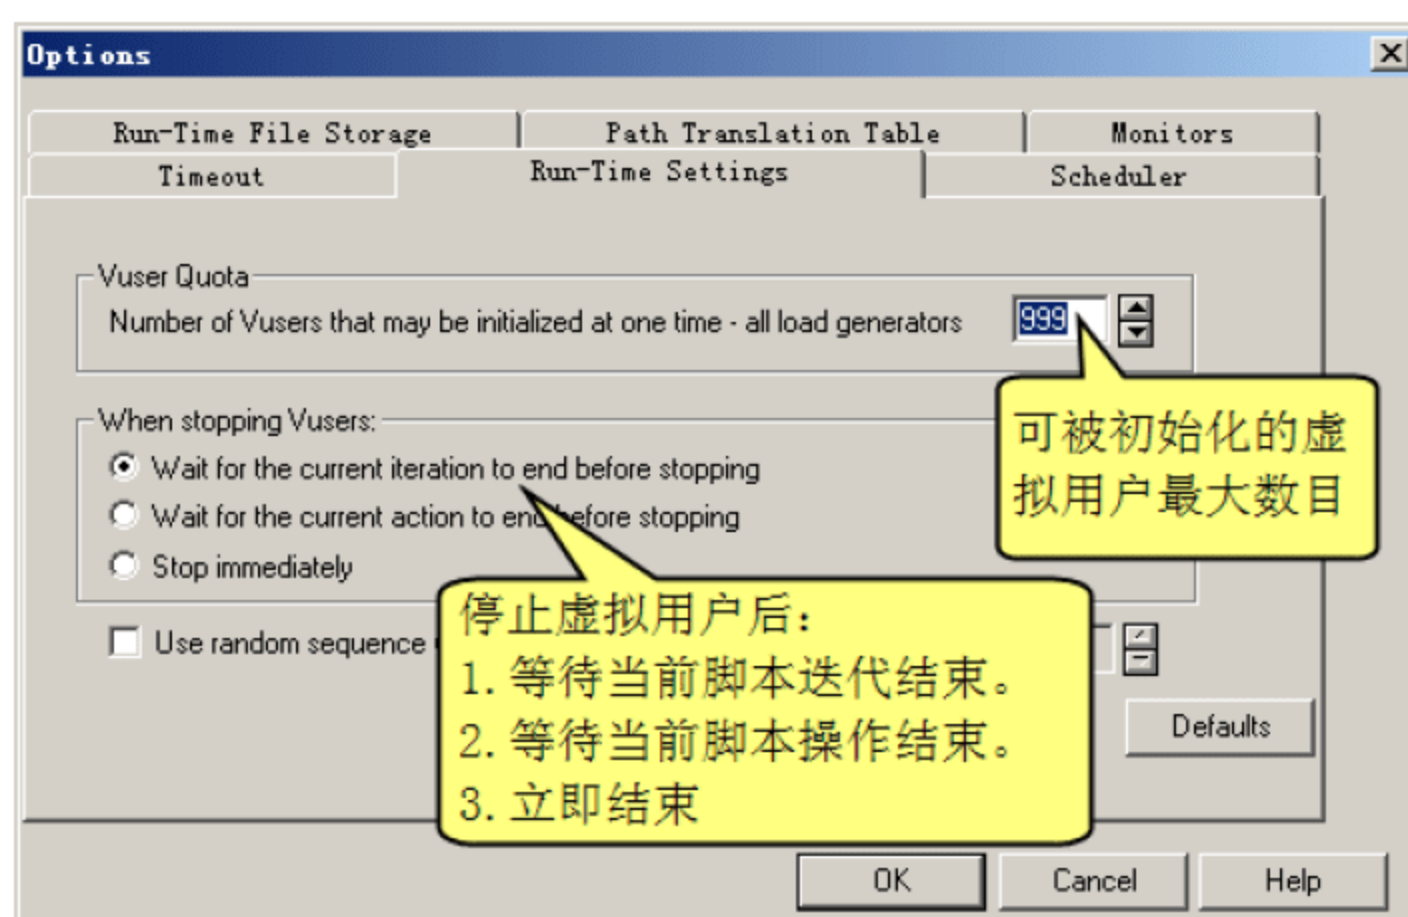 Options
Run-Time File Storage Path Translation Table Monitors
Timeout Run-Time Settings Scheduler
Vuser Quota
Number of Vusers that may be initialized at one time - all load generators 999
可被初始化的虚
拟用户最大数目
When stopping Vusers:
Wait for the current iteration to end before stopping
Wait for the current action to end before stopping
Stop immediately
停止虚拟用户后:
1.等待当前脚本迭代结束。
2.等待当前脚本操作结束。
3.立即结束
Use random sequence
Defaults
OK Cancel Help